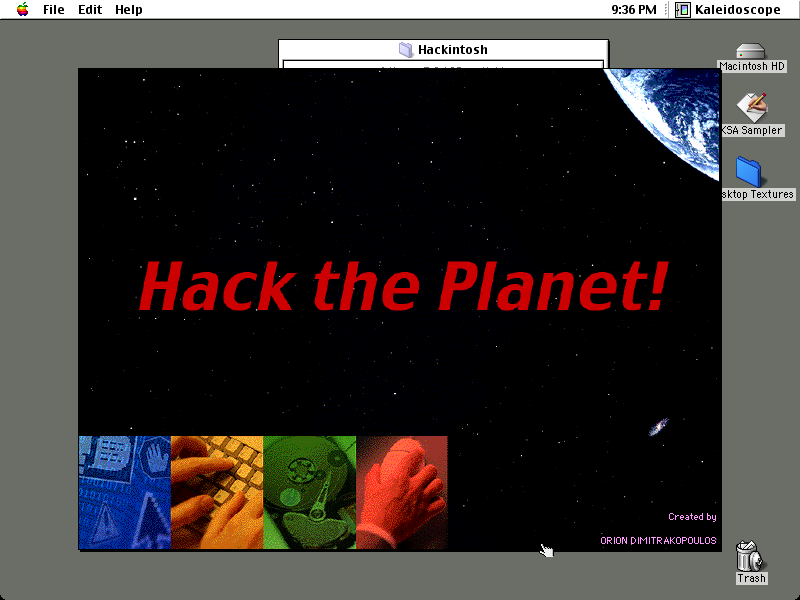 File Edit Help 9:36 PM Kaleidoscope
Hackintosh
Macintosh HD
KSA Sampler
sktop Textures
Hack the Planet!
Created by
ORION DIMITRAKOPOULOS
Trash